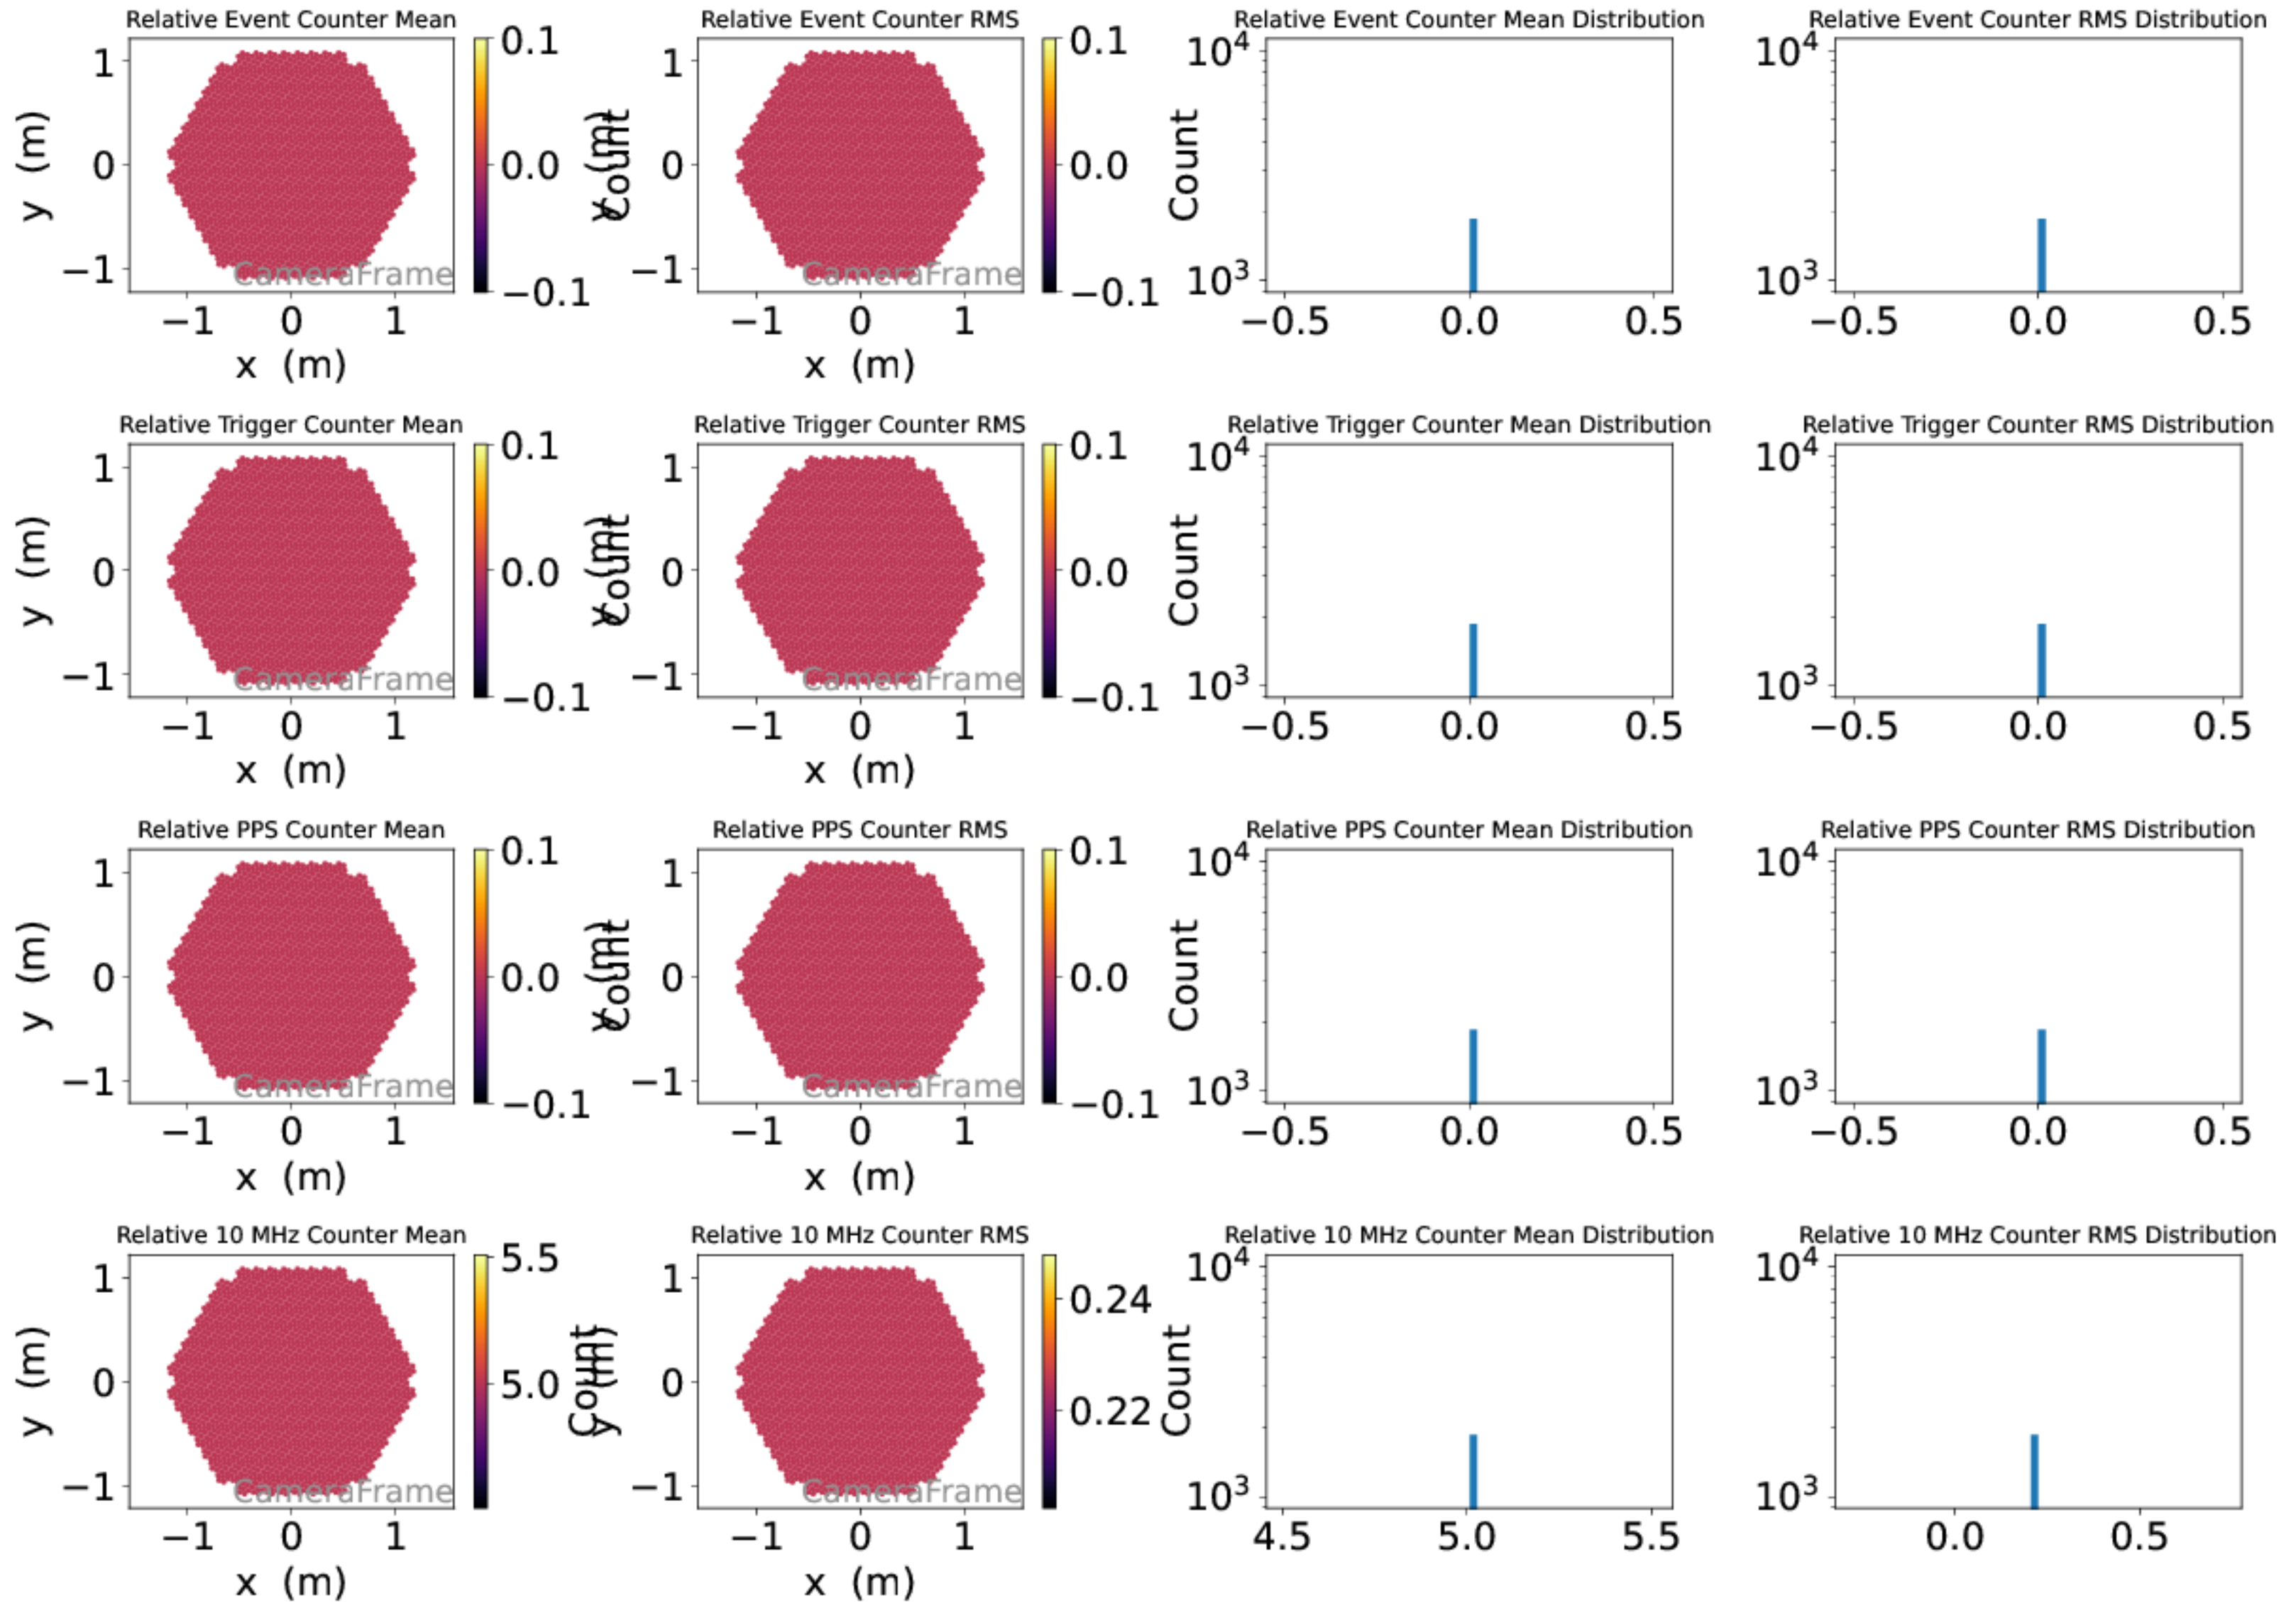 Relative Event Counter Mean
y (m)
1
0
−1
−1 0 1
x (m)
CameraFrame
0.1
0.0
−0.1
Count
Relative Event Counter RMS
y (m)
1
0
−1
−1 0 1
x (m)
CameraFrame
0.1
0.0
−0.1
Count
Relative Event Counter Mean Distribution
10⁴
10³
−0.5 0.0 0.5
Relative Event Counter RMS Distribution
10⁴
10³
−0.5 0.0 0.5
Relative Trigger Counter Mean
y (m)
1
0
−1
−1 0 1
x (m)
CameraFrame
0.1
0.0
−0.1
Count
Relative Trigger Counter RMS
y (m)
1
0
−1
−1 0 1
x (m)
CameraFrame
0.1
0.0
−0.1
Count
Relative Trigger Counter Mean Distribution
10⁴
10³
−0.5 0.0 0.5
Relative Trigger Counter RMS Distribution
10⁴
10³
−0.5 0.0 0.5
Relative PPS Counter Mean
y (m)
1
0
−1
−1 0 1
x (m)
CameraFrame
0.1
0.0
−0.1
Count
Relative PPS Counter RMS
y (m)
1
0
−1
−1 0 1
x (m)
CameraFrame
0.1
0.0
−0.1
Count
Relative PPS Counter Mean Distribution
10⁴
10³
−0.5 0.0 0.5
Relative PPS Counter RMS Distribution
10⁴
10³
−0.5 0.0 0.5
Relative 10 MHz Counter Mean
y (m)
1
0
−1
−1 0 1
x (m)
CameraFrame
5.5
5.0
Count
Relative 10 MHz Counter RMS
y (m)
1
0
−1
−1 0 1
x (m)
CameraFrame
0.24
0.22
Count
Relative 10 MHz Counter Mean Distribution
10⁴
10³
4.5 5.0 5.5
Relative 10 MHz Counter RMS Distribution
10⁴
10³
0.0 0.5